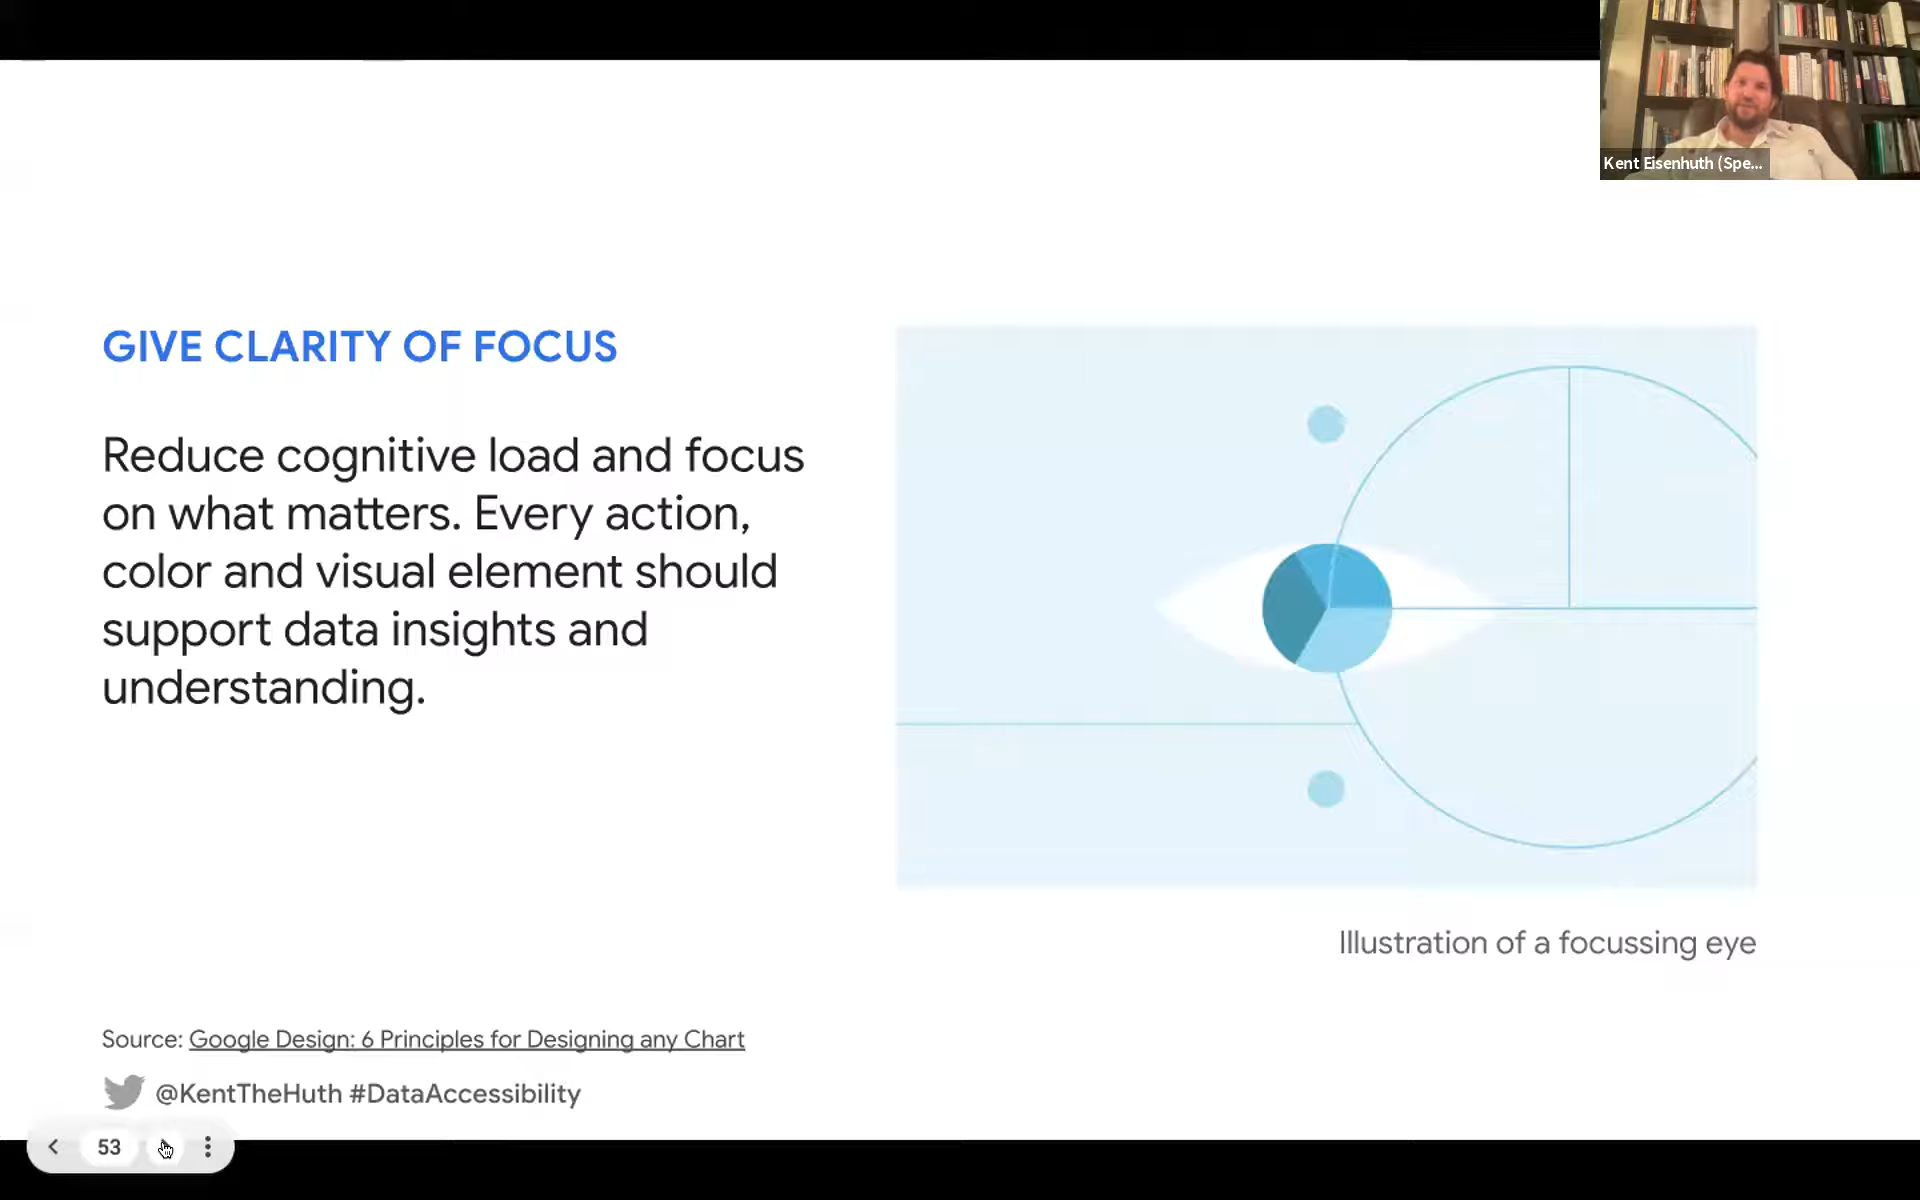 Kent Eisenhuth (Spe...
GIVE CLARITY OF FOCUS
Reduce cognitive load and focus
on what matters. Every action,
color and visual element should
support data insights and
understanding.
Illustration of a focussing eye
Source: Google Design: 6 Principles for Designing any Chart
@KentTheHuth #DataAccessibility
53